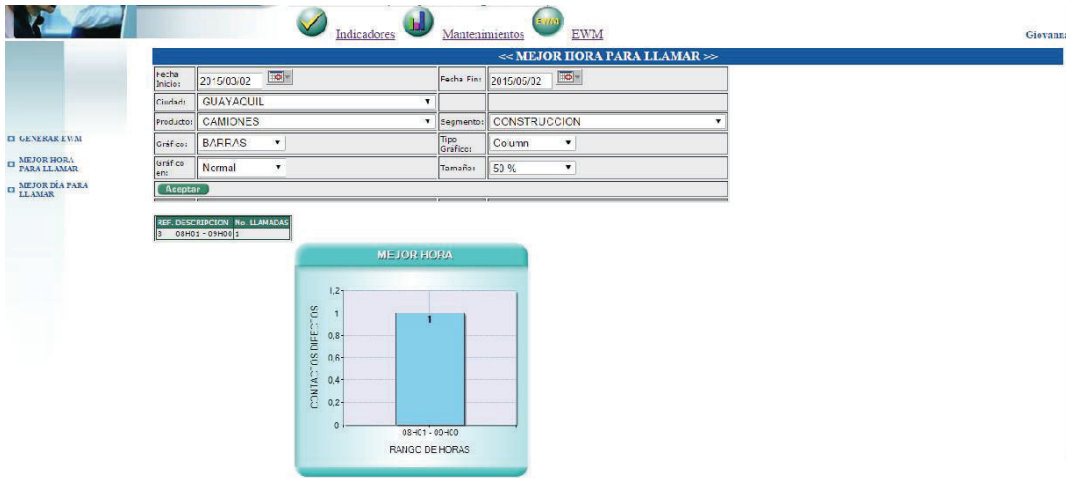 Indicadores Mantenimientos EWM
Giovanna
<< MEJOR HORA PARA LLAMAR >>
Fecha Inicio: 2015/03/02 Fecha Fin: 2015/05/02
Ciudad: GUAYAQUIL
Producto: CAMIONES Segmento: CONSTRUCCION
Gráfico: BARRAS Tipo Gráfico: Column
Gráfico en: Normal Tamaño: 50 %
Aceptar
GENERAR EWM
MEJOR HORA
PARA LLAMAR
MEJOR DÍA PARA
LLAMAR
REF. DESCRIPCION No. LLAMADAS
3 08H01 - 09H00 1
MEJOR HORA
CONTACTOS DIRECTOS
1,2
1
0,8
0,6
0,4
0,2
0
1
08H01 - 09H00
RANGO DE HORAS